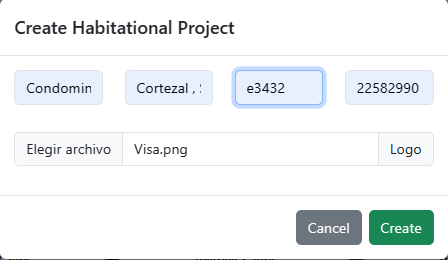 Create Habitational Project
Condomin Cortezal , e3432 22582990
Elegir archivo Visa.png Logo
Cancel Create